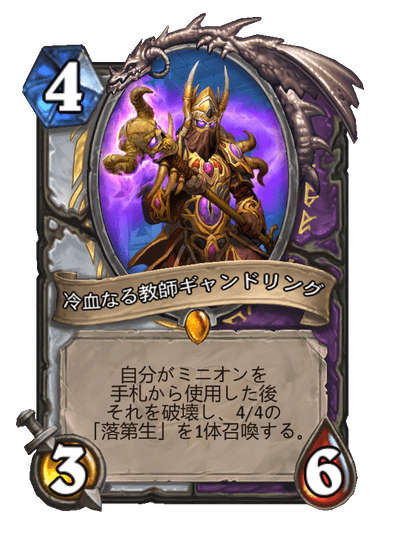 4
冷血なる教師ギャンドリング
自分がミニオンを
手札から使用した後
それを破壊し、4/4の
「落第生」を1体召喚する。
3
6